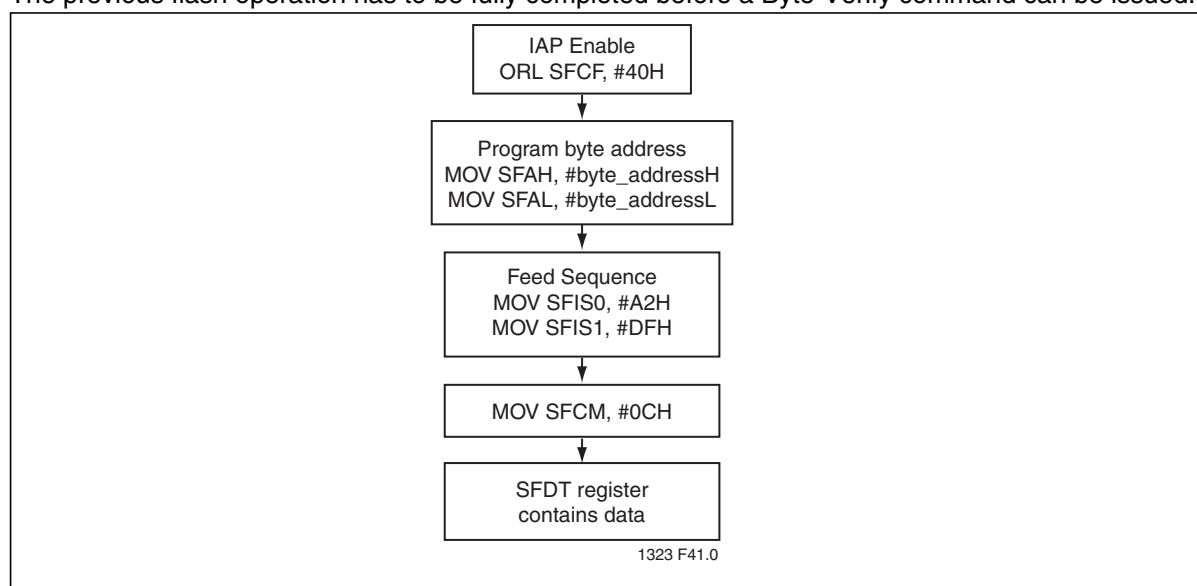 The previous flash operation has to be fully completed before a Byte-Verify command can be issued.
IAP Enable
ORL SFCF, #40H
Program byte address
MOV SFAH, #byte_addressH
MOV SFAL, #byte_addressL
Feed Sequence
MOV SFIS0, #A2H
MOV SFIS1, #DFH
MOV SFCM, #0CH
SFDT register
contains data
1323 F41.0